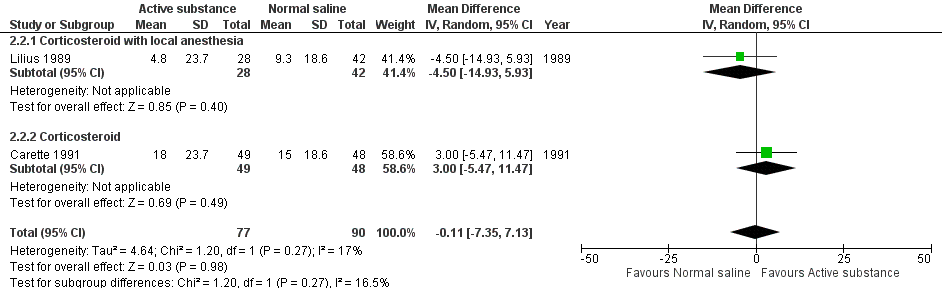 Active substance Normal saline Mean Difference Mean Difference
Study or Subgroup Mean SD Total Mean SD Total Weight IV, Random, 95% CI Year IV, Random, 95% CI
2.2.1 Corticosteroid with local anesthesia
Lilius 1989 4.8 23.7 28 9.3 18.6 42 41.4% -4.50 [-14.93, 5.93] 1989
Subtotal (95% CI) 28 42 41.4% -4.50 [-14.93, 5.93]
Heterogeneity: Not applicable
Test for overall effect: Z = 0.85 (P = 0.40)
2.2.2 Corticosteroid
Carette 1991 18 23.7 49 15 18.6 48 58.6% 3.00 [-5.47, 11.47] 1991
Subtotal (95% CI) 49 48 58.6% 3.00 [-5.47, 11.47]
Heterogeneity: Not applicable
Test for overall effect: Z = 0.69 (P = 0.49)
Total (95% CI) 77 90 100.0% -0.11 [-7.35, 7.13]
Heterogeneity: Tau² = 4.64; Chi² = 1.20, df = 1 (P = 0.27); I² = 17%
Test for overall effect: Z = 0.03 (P = 0.98)
Test for subgroup differences: Chi² = 1.20, df = 1 (P = 0.27), I² = 16.5%
-50 -25 0 25 50
Favours Normal saline Favours Active substance